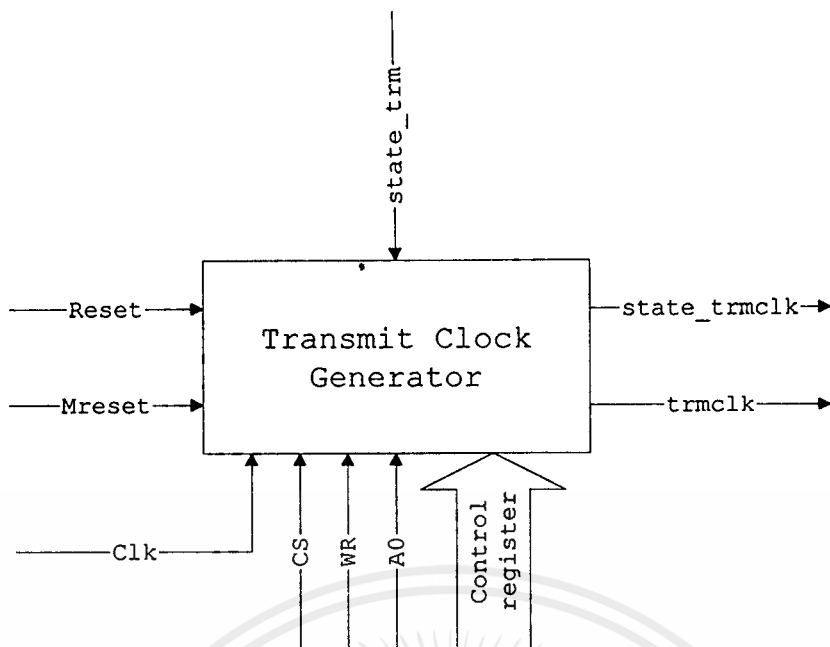 state_trm
Reset
Mreset
Transmit Clock
Generator
state_trmclk
trmclk
Clk
CS
WR
A0
Control
register